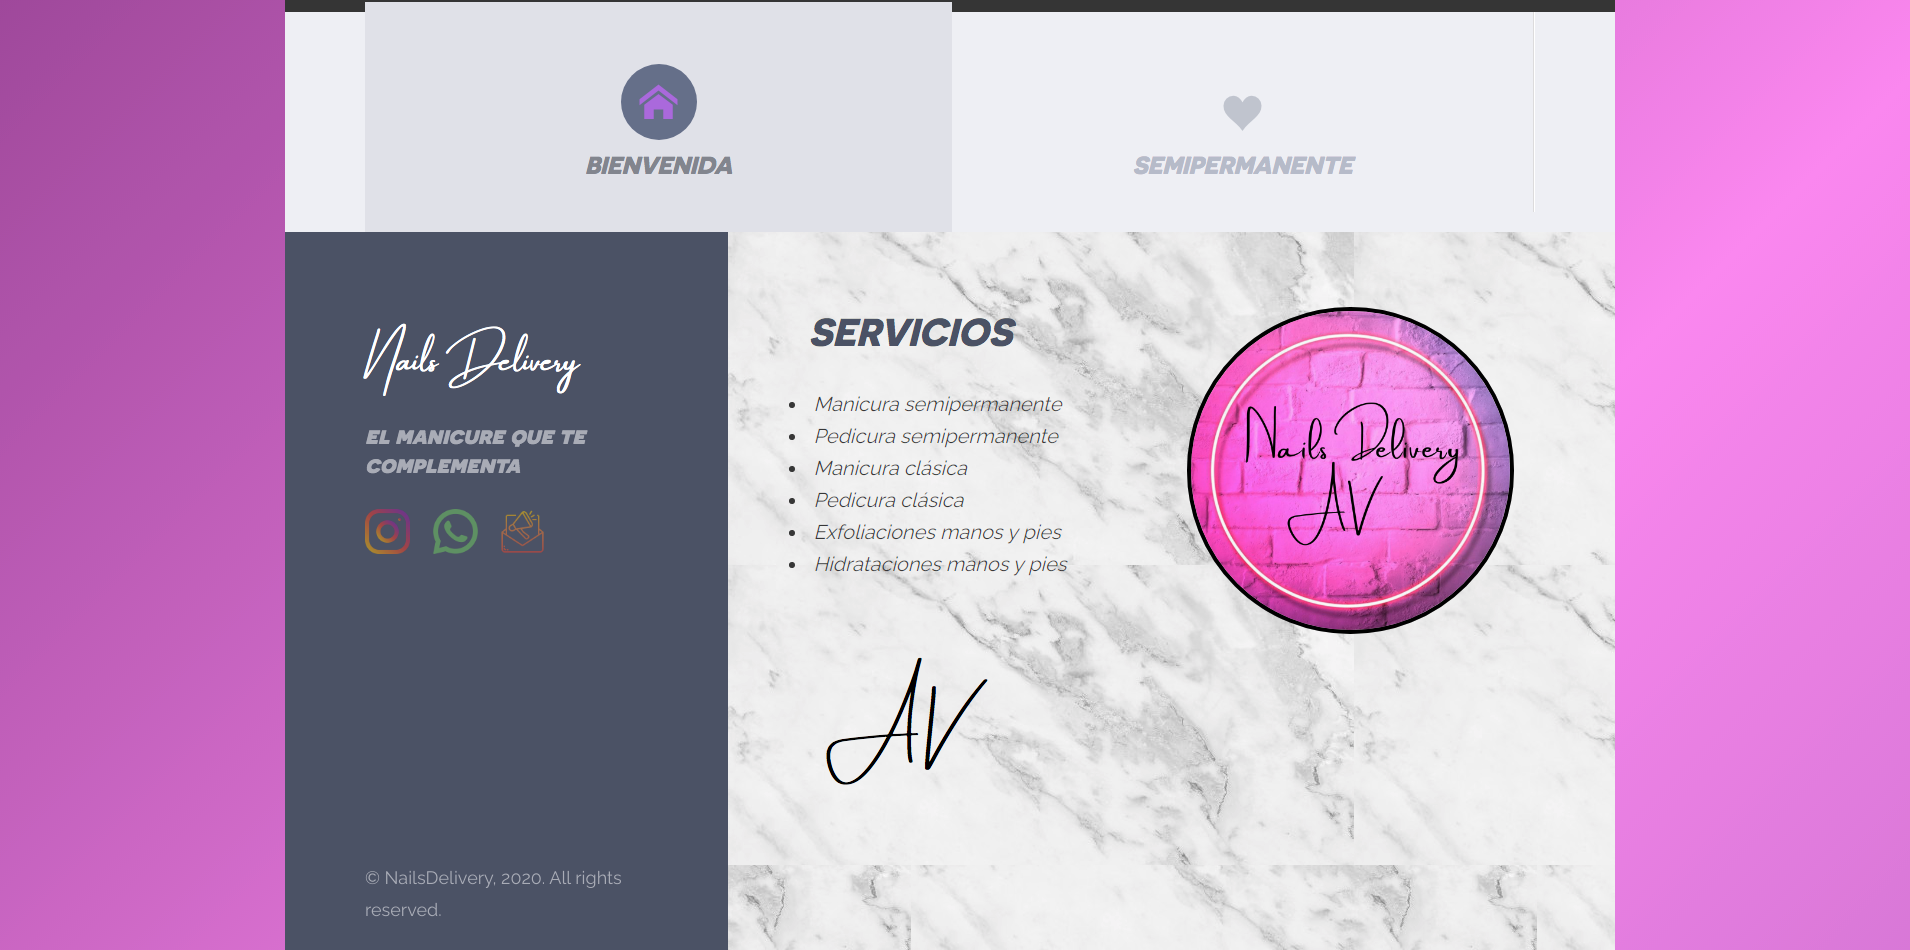 BIENVENIDA
SEMIPERMANENTE
Nails Delivery
EL MANICURE QUE TE
COMPLEMENTA
© NailsDelivery, 2020. All rights
reserved.
SERVICIOS
Manicura semipermanente
Pedicura semipermanente
Manicura clásica
Pedicura clásica
Exfoliaciones manos y pies
Hidrataciones manos y pies
AV
Nails Delivery
AV